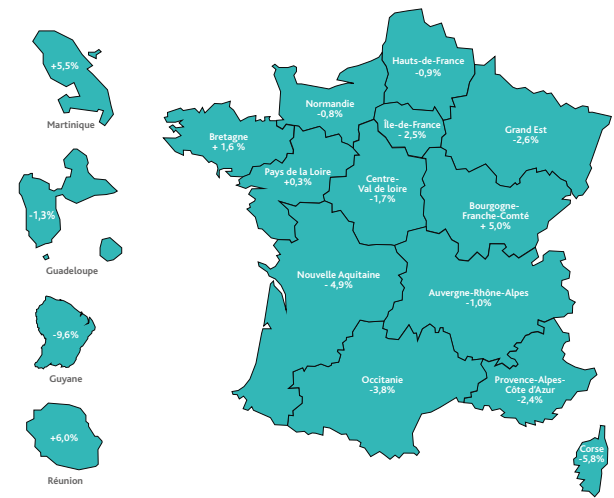 +5,5%
Martinique
-1,3%
Guadeloupe
-9,6%
Guyane
+6,0%
Réunion
Hauts-de-France
-0,9%
Normandie
-0,8%
Île-de-France
- 2,5%
Grand Est
-2,6%
Bretagne
+ 1,6 %
Pays de la Loire
+0,3%
Centre-
Val de loire
-1,7%
Bourgogne-
Franche-Comté
+ 5,0%
Nouvelle Aquitaine
- 4,9%
Auvergne-Rhône-Alpes
-1,0%
Occitanie
-3,8%
Provence-Alpes-
Côte d'Azur
-2,4%
Corse
-5,8%